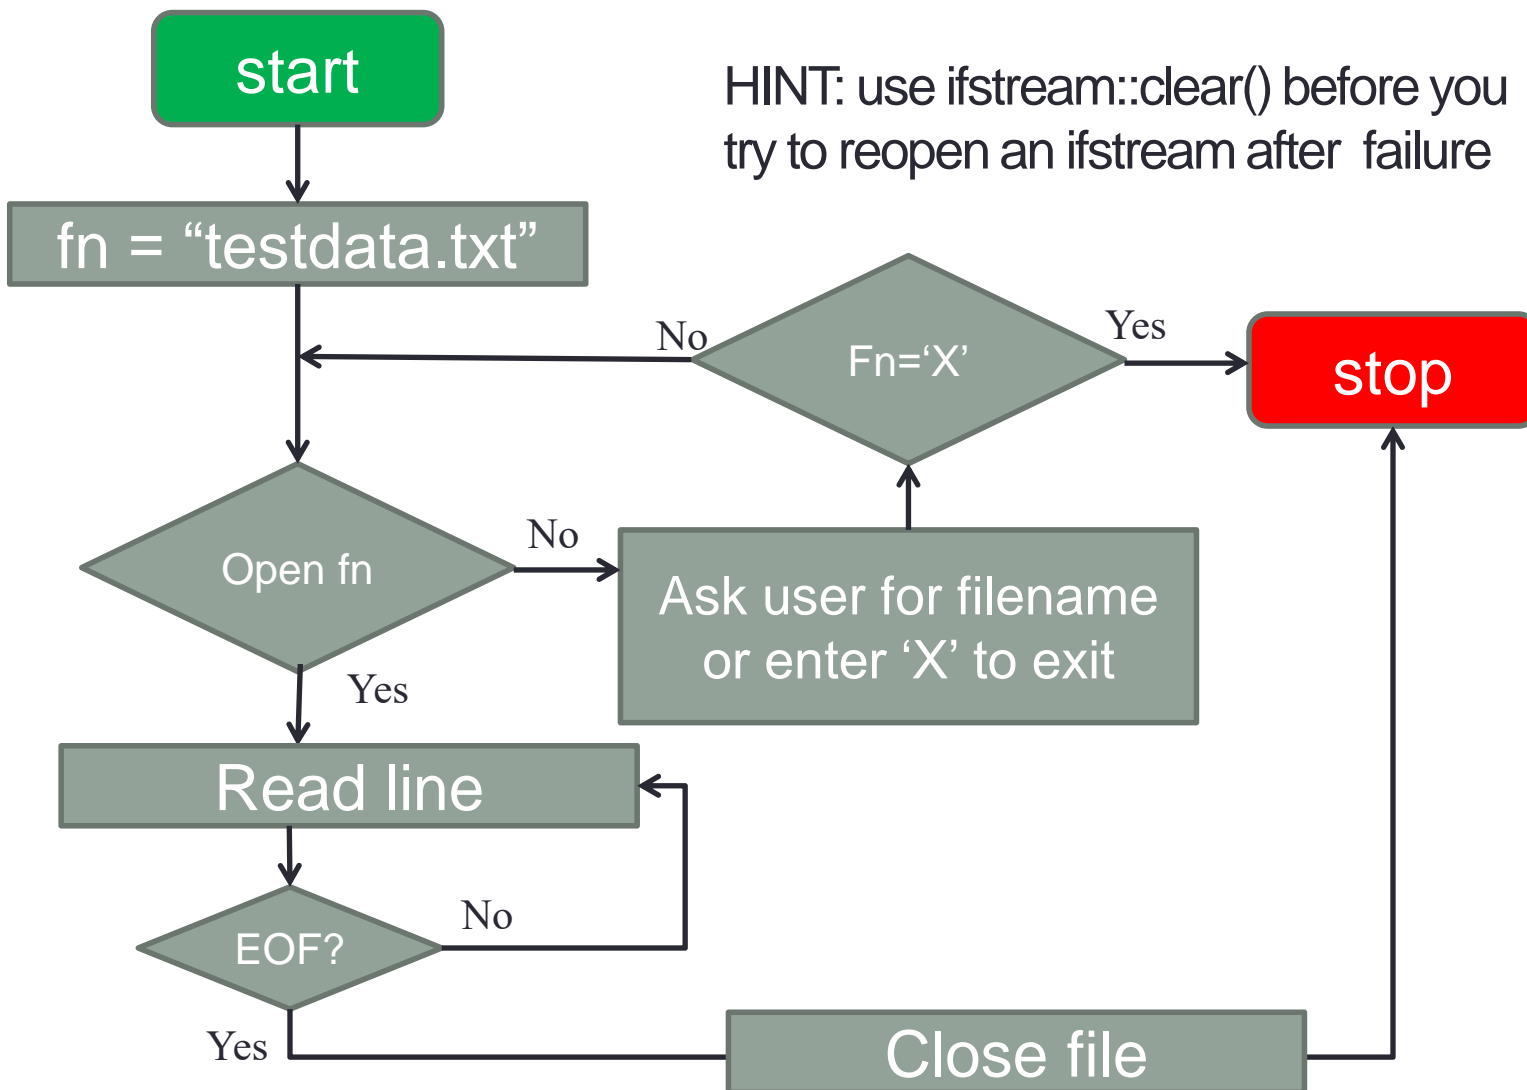 start
HINT: use ifstream::clear() before you
try to reopen an ifstream after  failure
fn = “testdata.txt”
No
Fn=‘X’
Yes
stop
Open fn
No
Ask user for filename
or enter ‘X’ to exit
Yes
Read line
EOF?
No
Yes
Close file